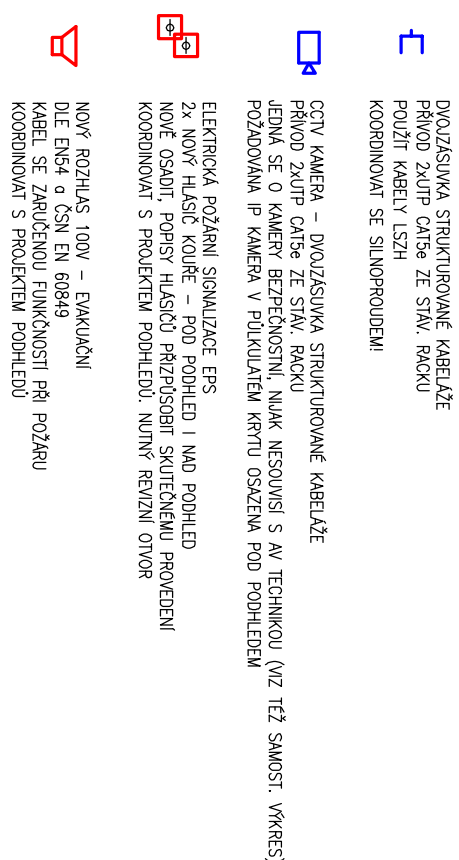 DVOJZÁSUVKA STRUKTUROVANÉ KABELÁŽE
PŘÍVOD 2xUTP CAT5e ZE STÁV. RACKU
POUŽÍT KABELY LSZH
KOORDINOVAT SE SILNOPROUDEM!
CCTV KAMERA – DVOJZÁSUVKA STRUKTUROVANÉ KABELÁŽE
PŘÍVOD 2xUTP CAT5e ZE STÁV. RACKU
JEDNÁ SE O KAMERY BEZPEČNOSTNÍ, NIJAK NESOUVISÍ S AV TECHNIKOU (VIZ TÉŽ SAMOST. VÝKRES)
POŽADOVÁNA IP KAMERA V PŮLKULATÉM KRYTU OSAZENA POD PODHLEDEM
ELEKTRICKÁ POŽÁRNÍ SIGNALIZACE EPS
2x NOVÝ HLÁSIČ KOUŘE – POD PODHLED I NAD PODHLED
NOVĚ OSADIT, POPISY HLÁSIČŮ PŘIZPŮSOBIT SKUTEČNÉMU PROVEDENÍ
KOORDINOVAT S PROJEKTEM PODHLEDŮ. NUTNÝ REVIZNÍ OTVOR
NOVÝ ROZHLAS 100V – EVAKUAČNÍ
DLE EN54 a ČSN EN 60849
KABEL SE ZARUČENOU FUNKČNOSTÍ PŘI POŽÁRU
KOORDINOVAT S PROJEKTEM PODHLEDŮ